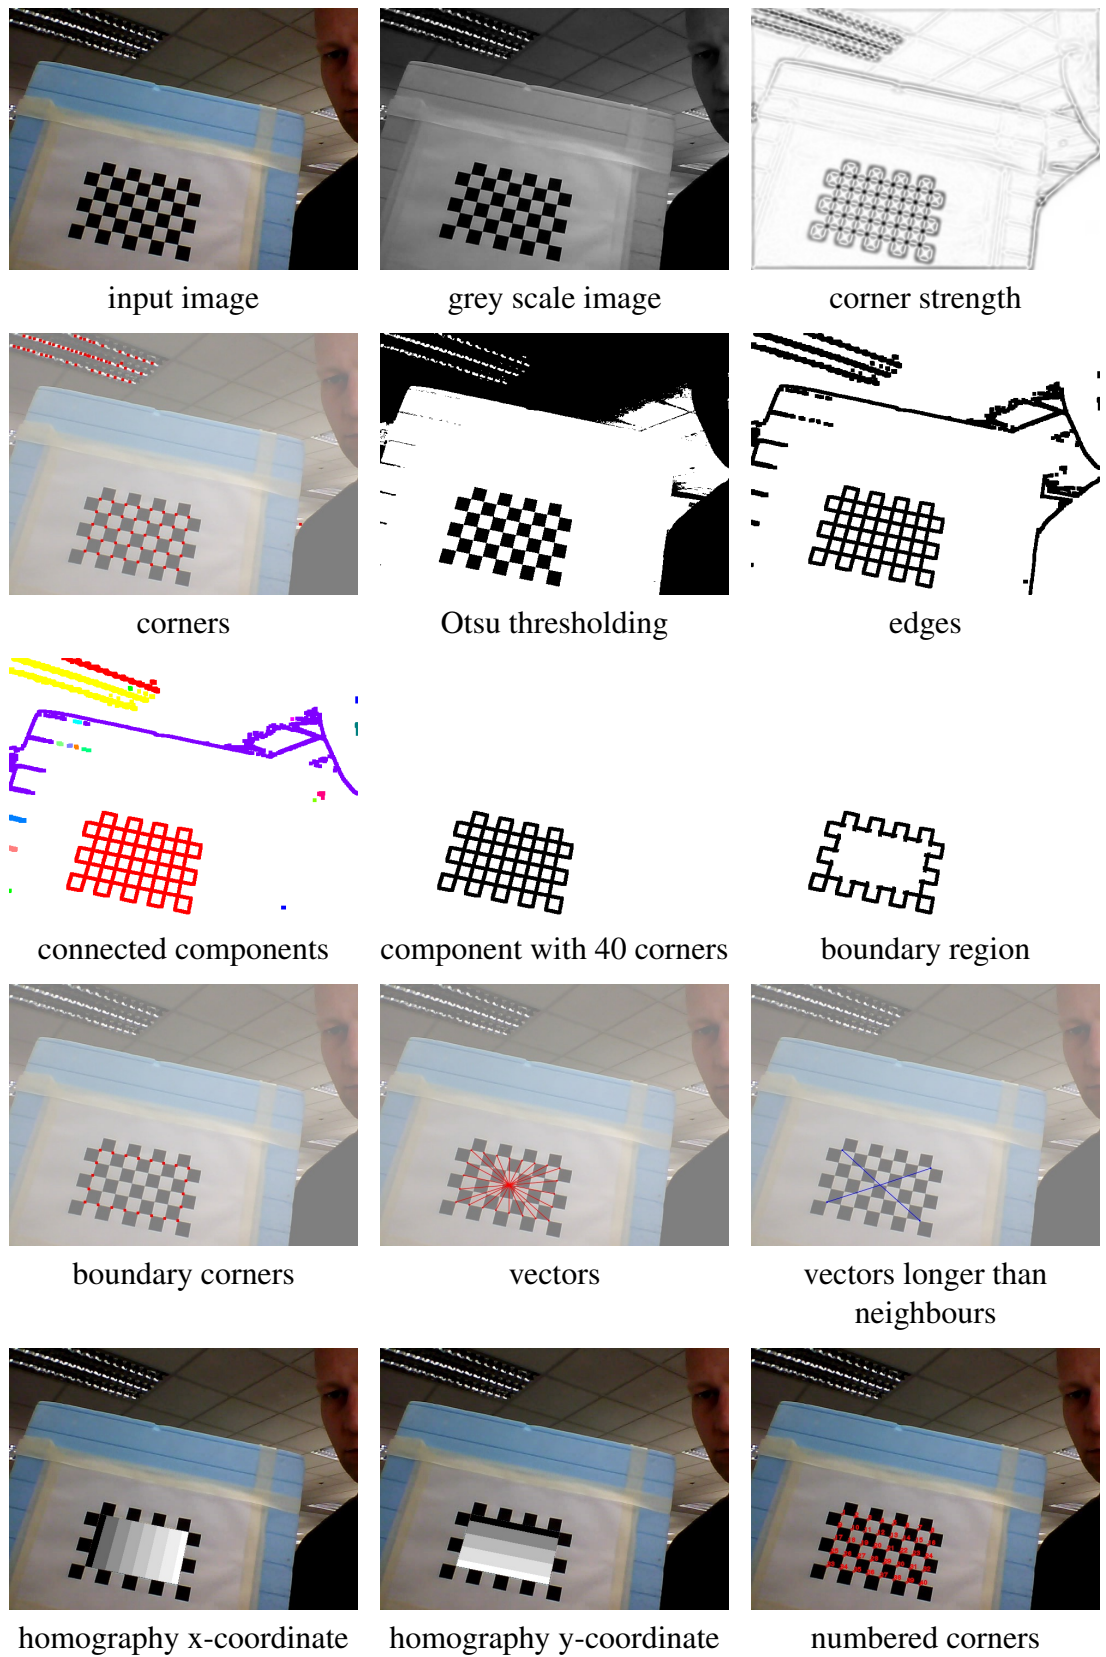 input image
grey scale image
corner strength
corners
Otsu thresholding
edges
connected components
component with 40 corners
boundary region
boundary corners
vectors
vectors longer than
neighbours
homography x-coordinate
homography y-coordinate
numbered corners